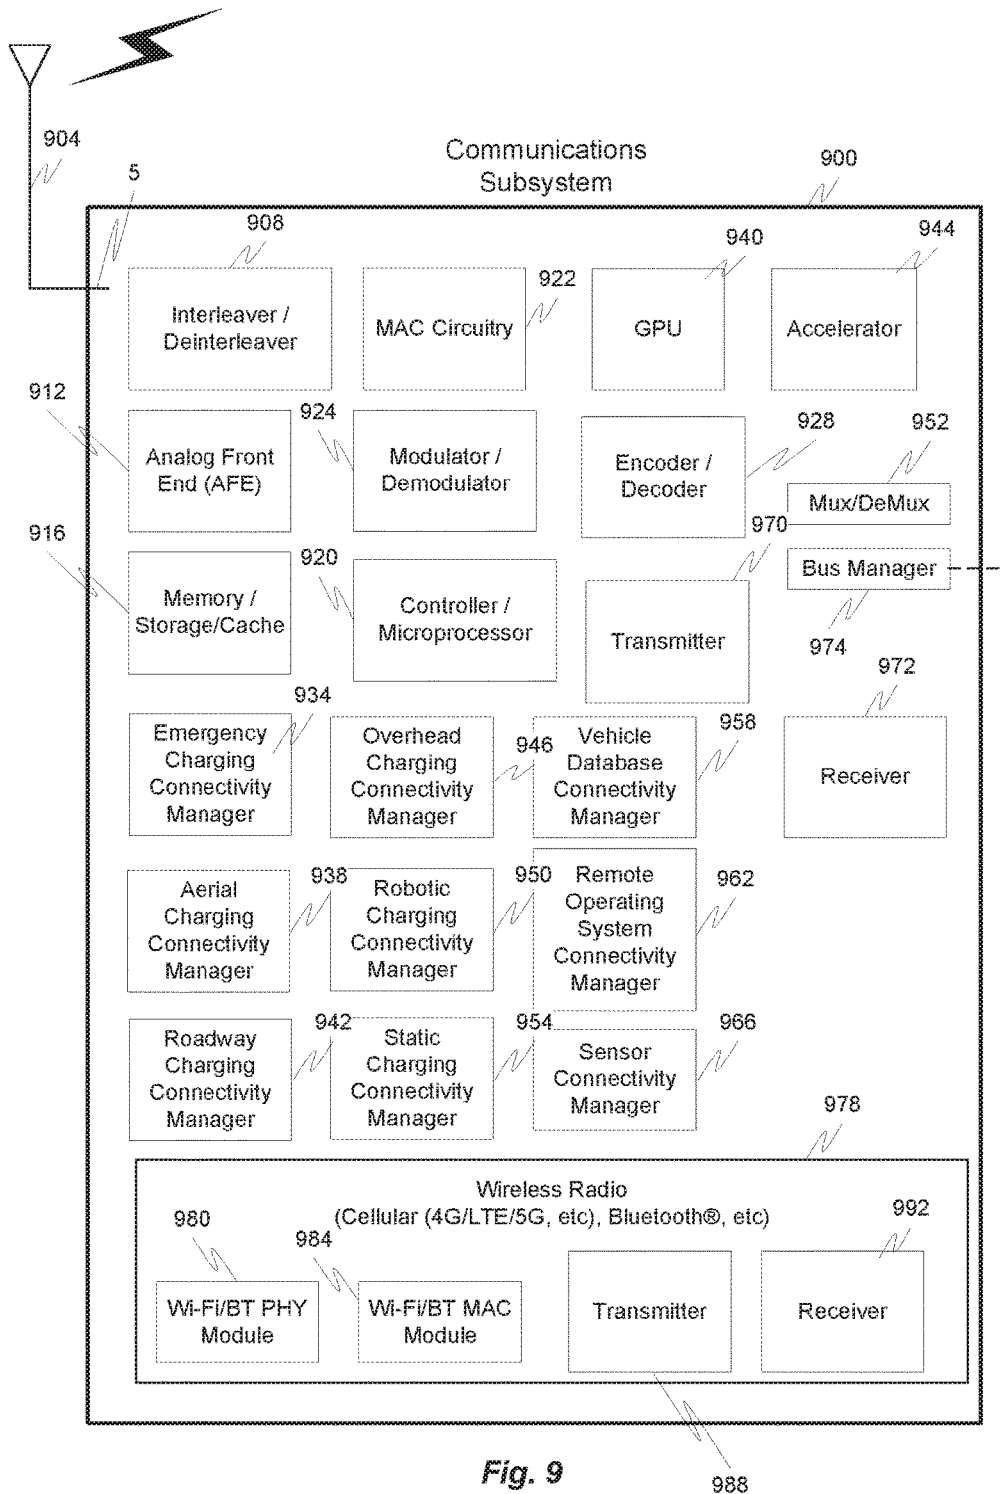 904
5
Communications
Subsystem
900
908
940
944
922
Interleaver /
Deinterleaver
MAC Circuitry
GPU
Accelerator
912
924
928
952
Analog Front
End (AFE)
Modulator /
Demodulator
Encoder /
Decoder
Mux/DeMux
970
916
920
Bus Manager
974
Memory /
Storage/Cache
Controller /
Microprocessor
Transmitter
972
934
Emergency
Charging
Connectivity
Manager
Overhead
Charging
Connectivity
Manager
946
Vehicle
Database
Connectivity
Manager
958
Receiver
Aerial
Charging
Connectivity
Manager
938
Robotic
Charging
Connectivity
Manager
950
Remote
Operating
System
Connectivity
Manager
962
Roadway
Charging
Connectivity
Manager
942
Static
Charging
Connectivity
Manager
954
Sensor
Connectivity
Manager
966
978
Wireless Radio
(Cellular (4G/LTE/5G, etc), Bluetooth®, etc)
980
984
992
Wi-Fi/BT PHY
Module
Wi-Fi/BT MAC
Module
Transmitter
Receiver
988
Fig. 9